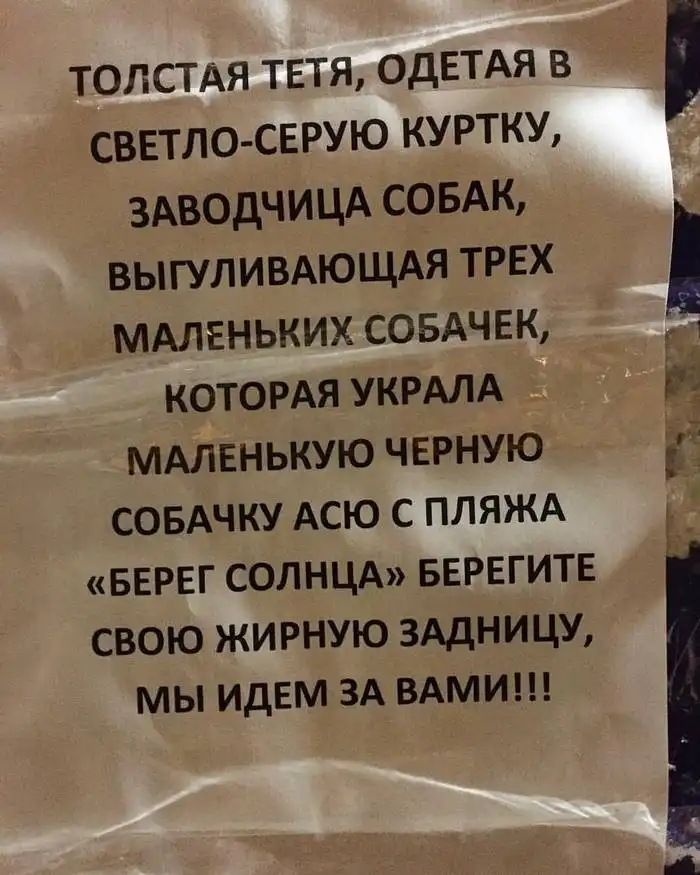 ТОЛСТАЯ ТЕТЯ, ОДЕТАЯ В
СВЕТЛО-СЕРУЮ КУРТКУ,
ЗАВОДЧИЦА СОБАК,
ВЫГУЛИВАЮЩАЯ ТРЕХ
МАЛЕНЬКИХ СОБАЧЕК,
КОТОРАЯ УКРАЛА
МАЛЕНЬКУЮ ЧЕРНУЮ
СОБАЧКУ АСЮ С ПЛЯЖА
«БЕРЕГ СОЛНЦА» БЕРЕГИТЕ
СВОЮ ЖИРНУЮ ЗАДНИЦУ,
МЫ ИДЕМ ЗА ВАМИ!!!